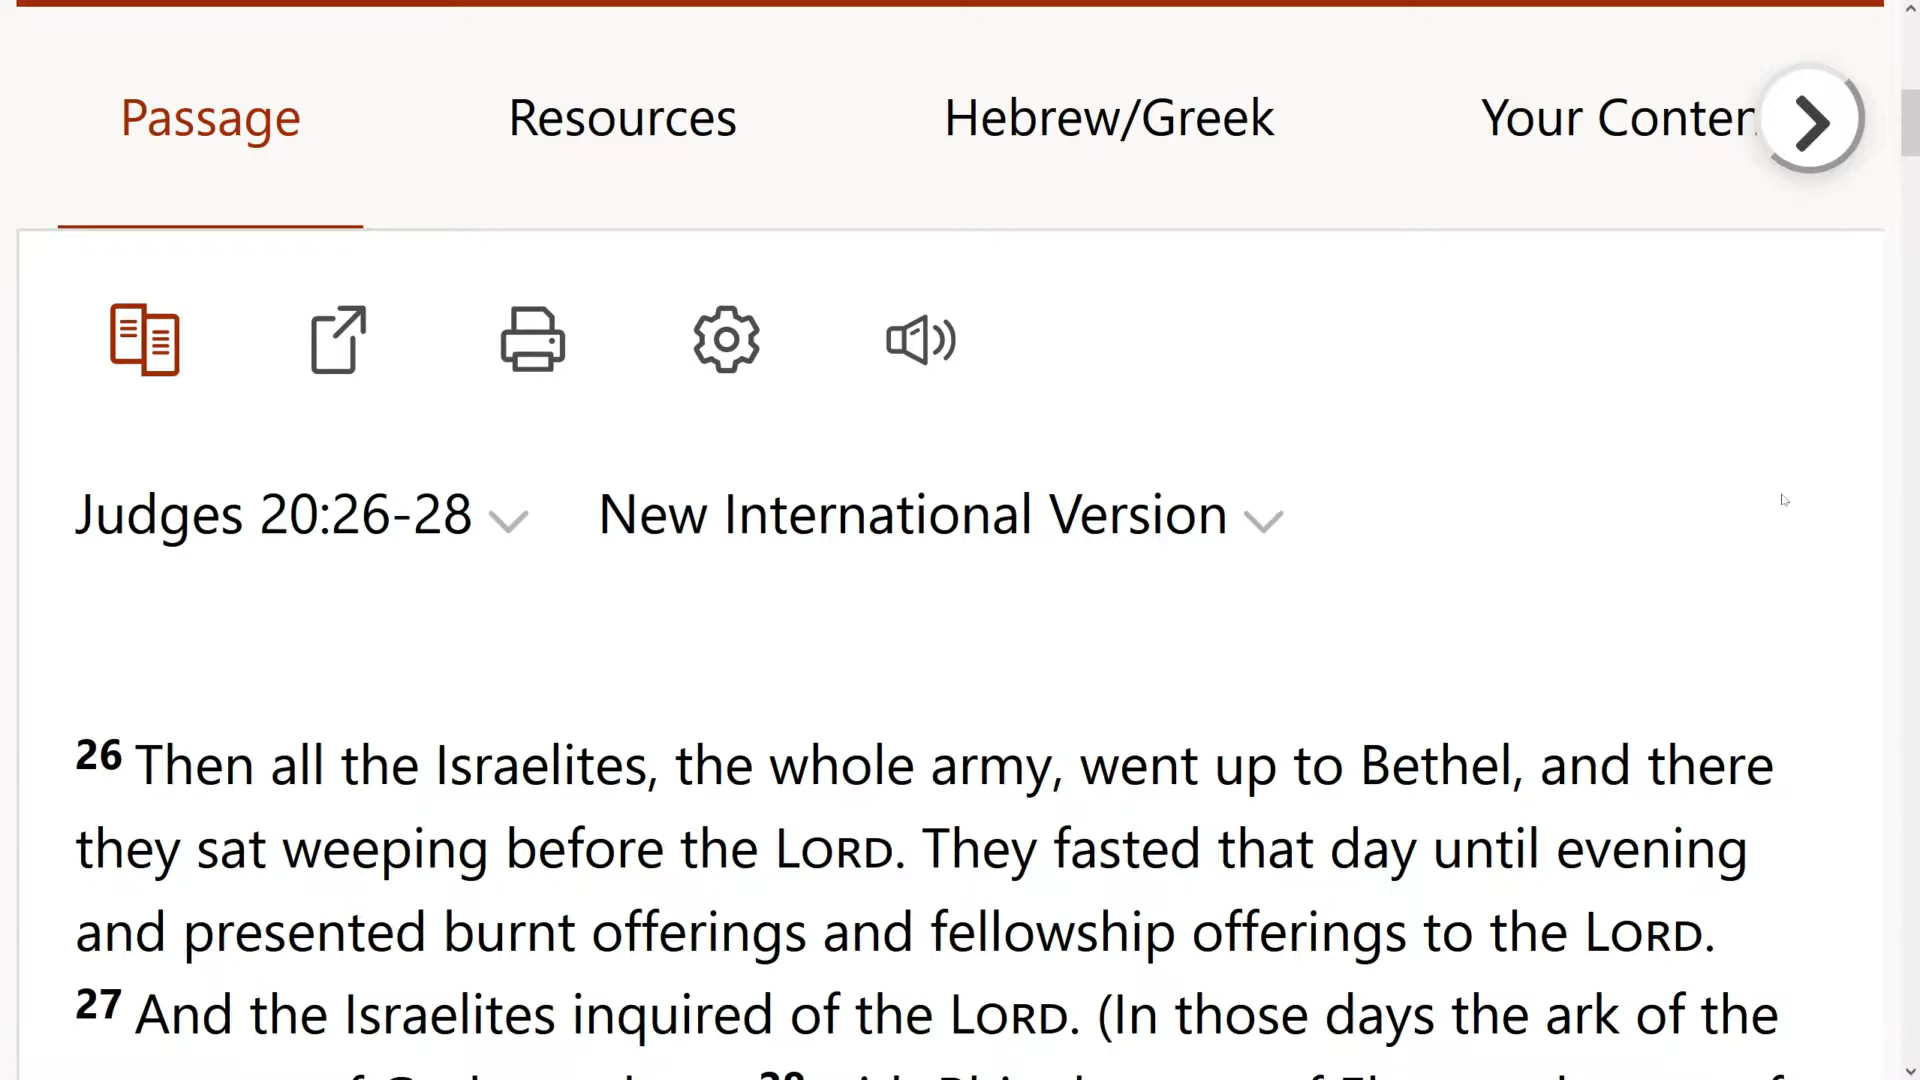 Passage Resources Hebrew/Greek Your Conten
Judges 20:26-28 New International Version
26 Then all the Israelites, the whole army, went up to Bethel, and there
they sat weeping before the LORD. They fasted that day until evening
and presented burnt offerings and fellowship offerings to the LORD.
27 And the Israelites inquired of the LORD. (In those days the ark of the